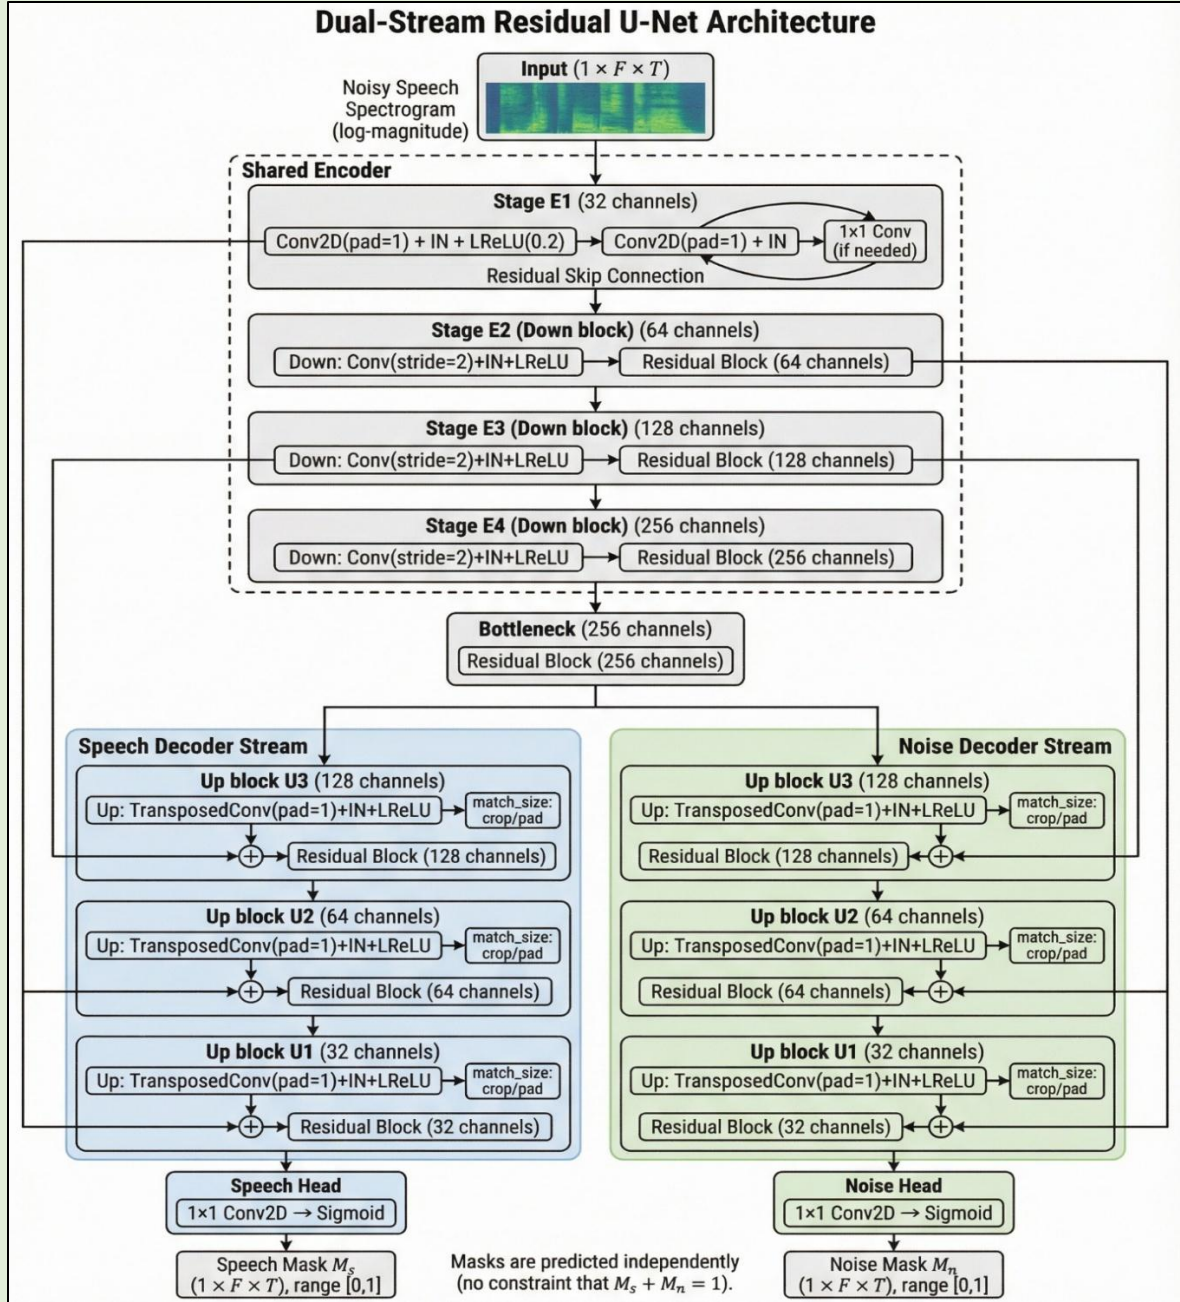 Dual-Stream Residual U-Net Architecture
Input (1 × F × T)
Noisy Speech
Spectrogram
(log-magnitude)
Shared Encoder
Stage E1 (32 channels)
Conv2D(pad=1) + IN + LReLU(0.2)
Conv2D(pad=1) + IN
1×1 Conv
(if needed)
Residual Skip Connection
Stage E2 (Down block) (64 channels)
Down: Conv(stride=2)+IN+LReLU
Residual Block (64 channels)
Stage E3 (Down block) (128 channels)
Down: Conv(stride=2)+IN+LReLU
Residual Block (128 channels)
Stage E4 (Down block) (256 channels)
Down: Conv(stride=2)+IN+LReLU
Residual Block (256 channels)
Bottleneck (256 channels)
Residual Block (256 channels)
Speech Decoder Stream
Up block U3 (128 channels)
Up: TransposedConv(pad=1)+IN+LReLU
match_size:
crop/pad
+
Residual Block (128 channels)
Up block U2 (64 channels)
Up: TransposedConv(pad=1)+IN+LReLU
match_size:
crop/pad
+
Residual Block (64 channels)
Up block U1 (32 channels)
Up: TransposedConv(pad=1)+IN+LReLU
match_size:
crop/pad
+
Residual Block (32 channels)
Speech Head
1×1 Conv2D → Sigmoid
Speech Mask Mₛ
(1 × F × T), range [0,1]
Noise Decoder Stream
Up block U3 (128 channels)
Up: TransposedConv(pad=1)+IN+LReLU
match_size:
crop/pad
Residual Block (128 channels)
+
Up block U2 (64 channels)
Up: TransposedConv(pad=1)+IN+LReLU
match_size:
crop/pad
Residual Block (64 channels)
+
Up block U1 (32 channels)
Up: TransposedConv(pad=1)+IN+LReLU
match_size:
crop/pad
Residual Block (32 channels)
+
Noise Head
1×1 Conv2D → Sigmoid
Noise Mask Mₙ
(1 × F × T), range [0,1]
Masks are predicted independently
(no constraint that Mₛ + Mₙ = 1).